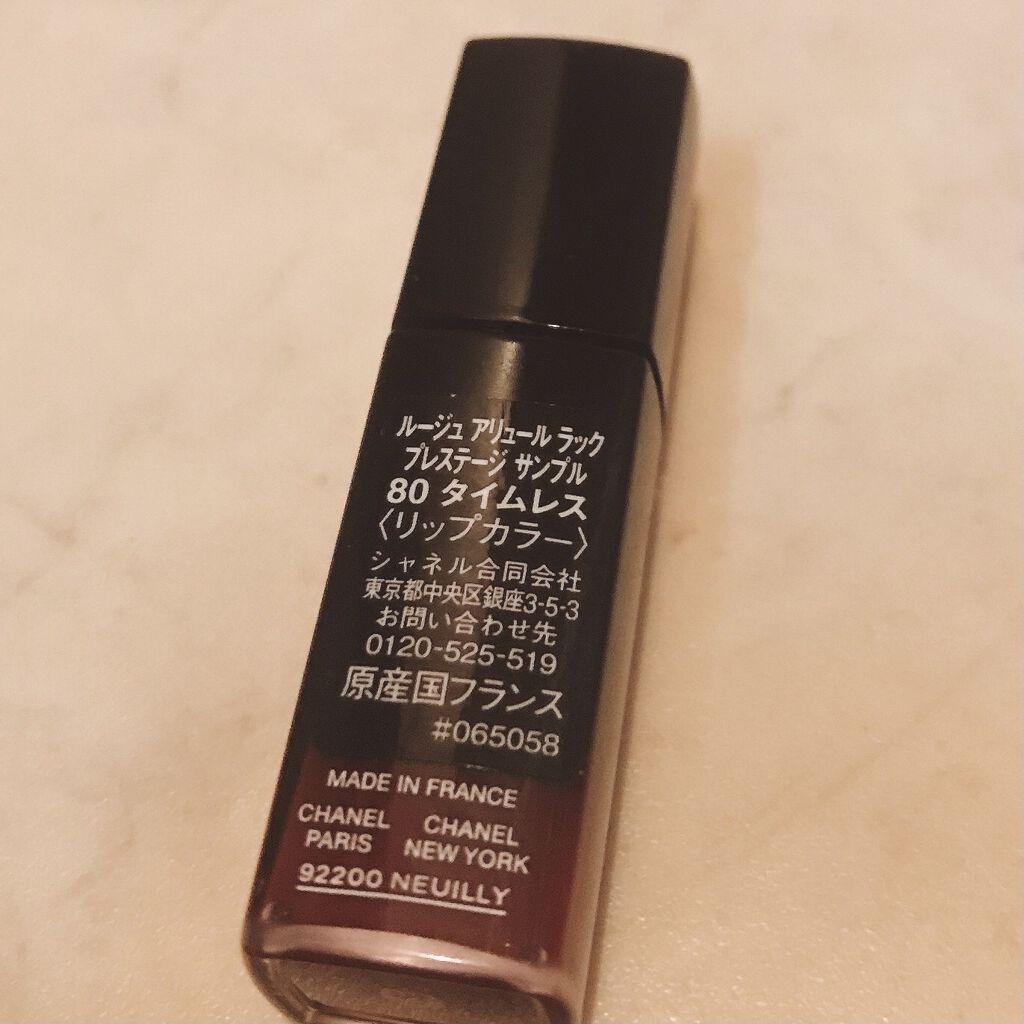 ルージュ アリュール ラック
プレステージ サンプル
80 タイムレス
〈リップカラー〉
シャネル合同会社
東京都中央区銀座3-5-3
お問い合わせ先
0120-525-519
原産国フランス
#065058
MADE IN FRANCE
CHANEL CHANEL
PARIS NEW YORK
92200 NEUILLY